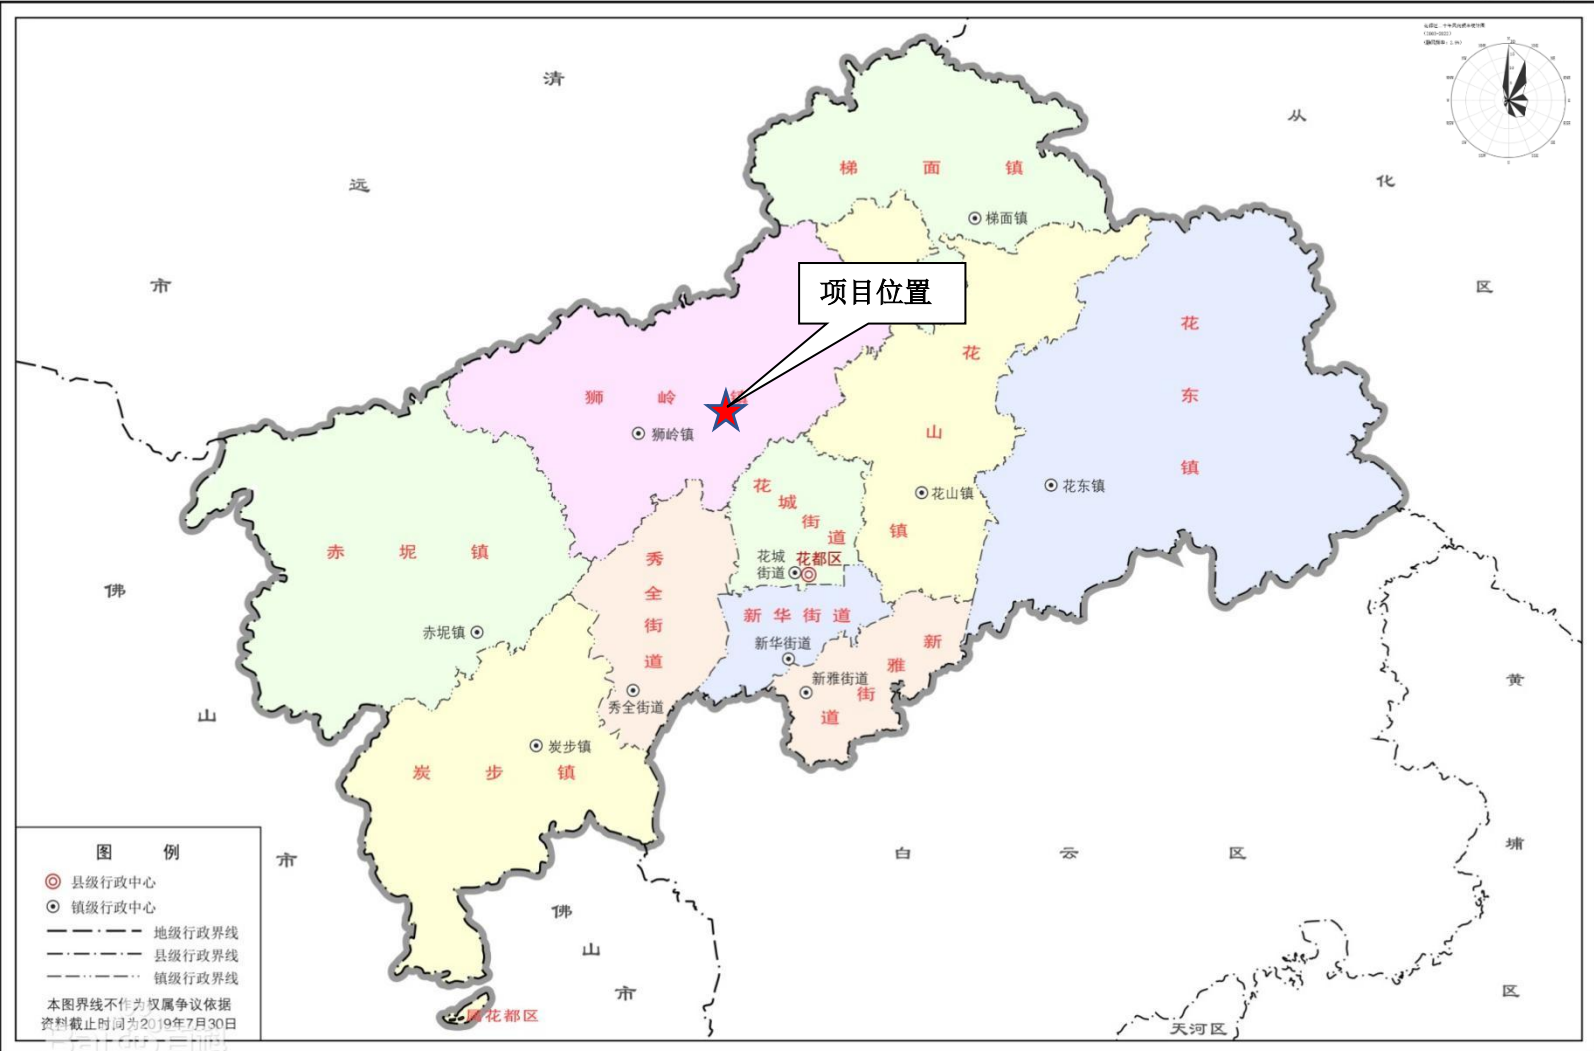 清
远
市
从
化
区
梯面镇
梯面镇
项目位置
狮岭镇
狮岭镇
花山镇
花山镇
花东镇
花东镇
花城街道
花城
街道
花都区
赤坭镇
赤坭镇
秀全街道
秀全街道
新华街道
新华街道
新雅街道
新雅街道
炭步镇
炭步镇
佛
山
市
佛
山
市
白云区
黄
埔
区
天河区
花都区
图例
县级行政中心
镇级行政中心
地级行政界线
县级行政界线
镇级行政界线
本图界线不作为权属争议依据
资料截止时间为2019年7月30日